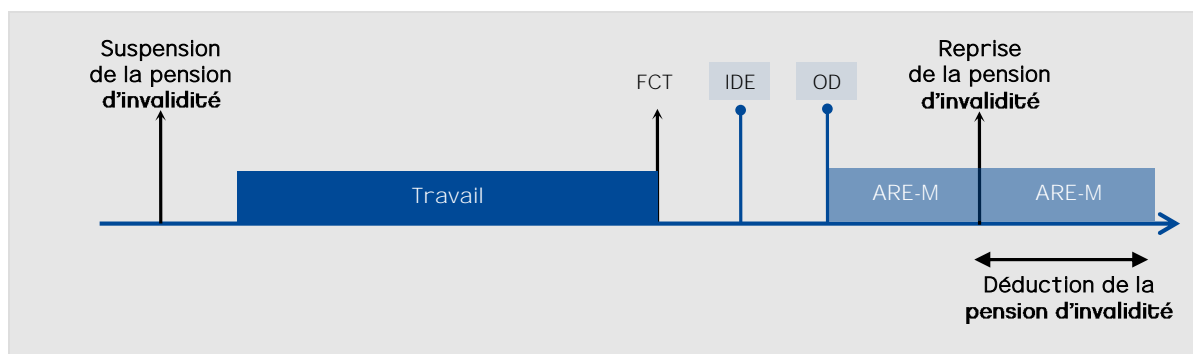 Suspension
de la pension
d'invalidité
FCT
IDE
OD
Reprise
de la pension
d'invalidité
Travail
ARE-M
ARE-M
Déduction de la
pension d'invalidité